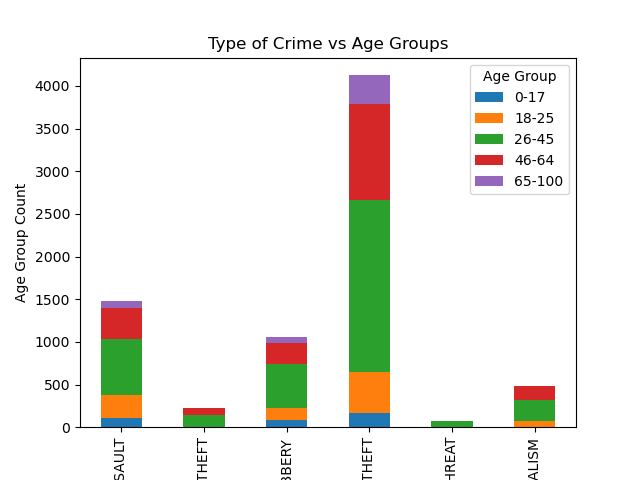 Type of Crime vs Age Groups
Age Group
0-17
18-25
26-45
46-64
65-100
Age Group Count
4000
3500
3000
2500
2000
1500
1000
500
0
SAULT
THEFT
BBERY
THEFT
HREAT
ALISM